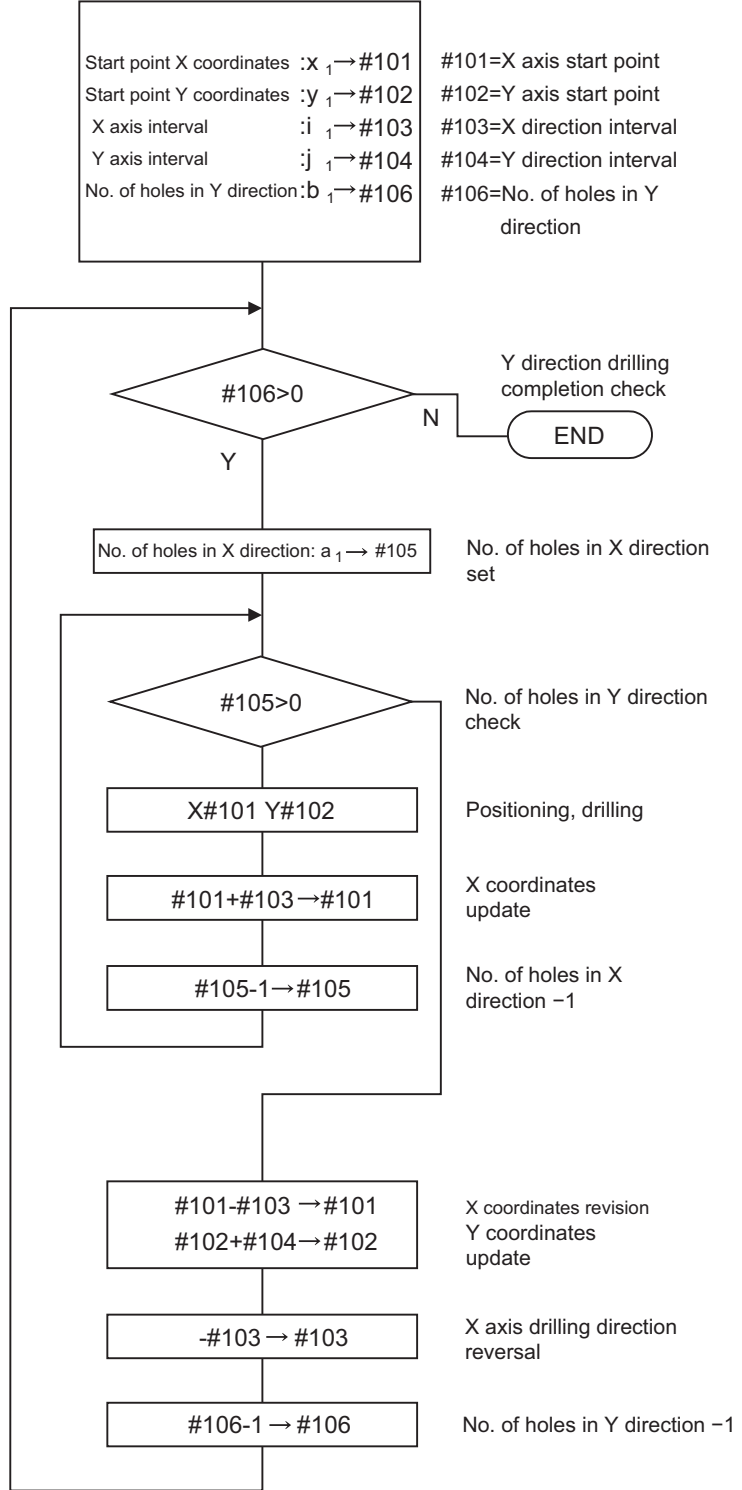 Start point X coordinates :x 1→#101 #101=X axis start point
Start point Y coordinates :y 1→#102 #102=Y axis start point
X axis interval :i 1→#103 #103=X direction interval
Y axis interval :j 1→#104 #104=Y direction interval
No. of holes in Y direction:b 1→#106 #106=No. of holes in Y
direction
Y direction drilling
completion check
#106>0
N
END
Y
No. of holes in X direction: a 1→ #105
No. of holes in X direction
set
#105>0
No. of holes in Y direction
check
X#101 Y#102
Positioning, drilling
#101+#103→#101
X coordinates
update
#105-1→#105
No. of holes in X
direction −1
#101-#103 →#101
#102+#104→#102
X coordinates revision
Y coordinates
update
-#103→ #103
X axis drilling direction
reversal
#106-1→ #106
No. of holes in Y direction −1